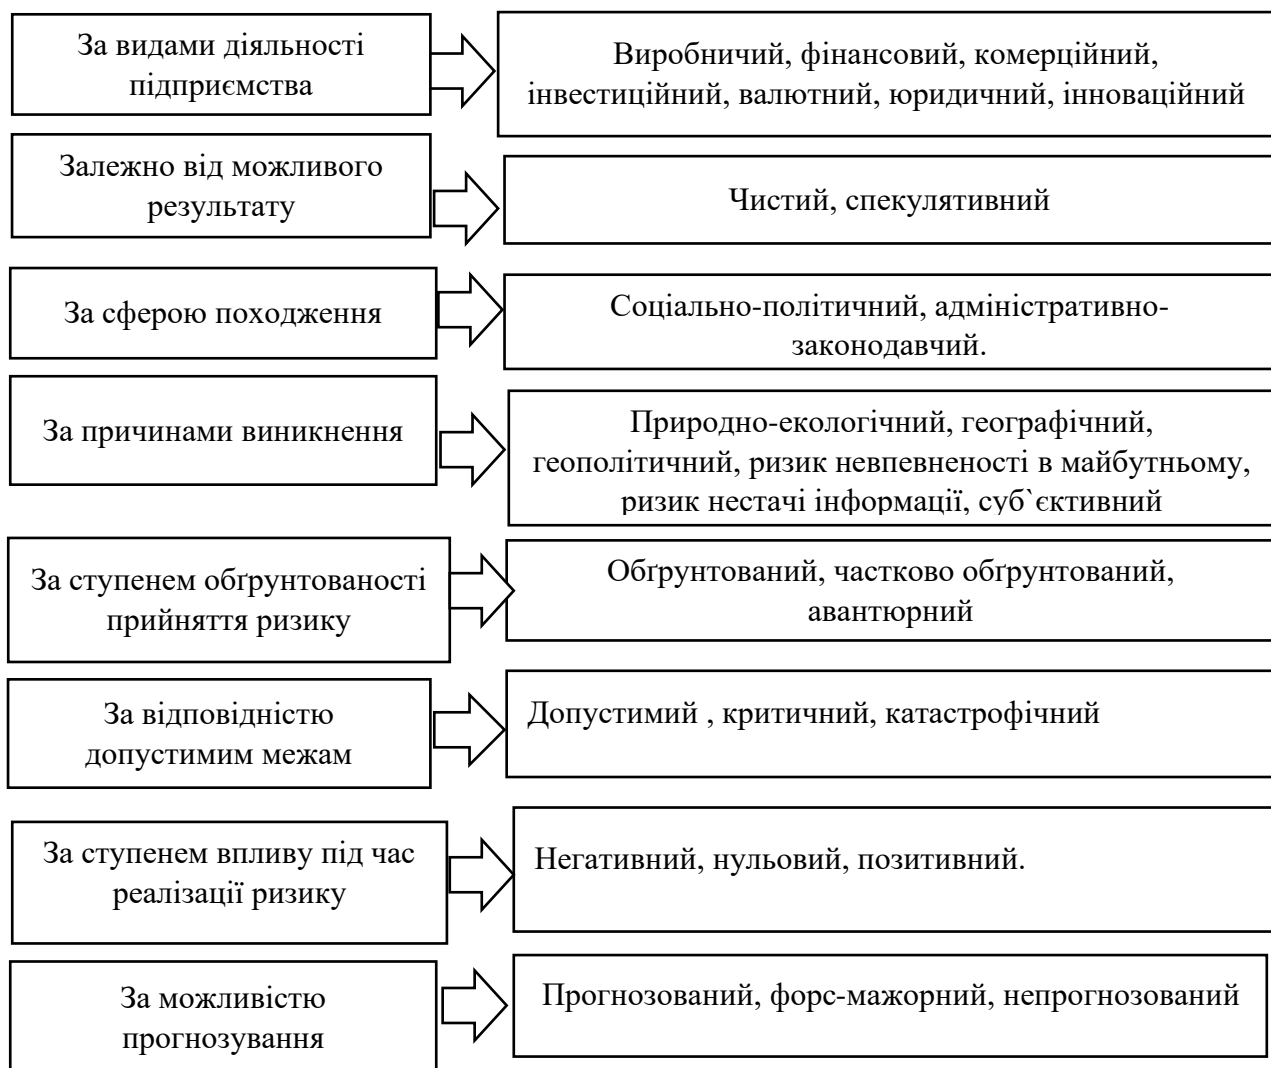 За видами діяльності
підприємства
Виробничий, фінансовий, комерційний,
інвестиційний, валютний, юридичний, інноваційний
Залежно від можливого
результату
Чистий, спекулятивний
За сферою походження
Соціально-політичний, адміністративно-
законодавчий.
За причинами виникнення
Природно-екологічний, географічний,
геополітичний, ризик невпевненості в майбутньому,
ризик нестачі інформації, суб`єктивний
За ступенем обґрунтованості
прийняття ризику
Обґрунтований, частково обґрунтований,
авантюрний
За відповідністю
допустимим межам
Допустимий , критичний, катастрофічний
За ступенем впливу під час
реалізації ризику
Негативний, нульовий, позитивний.
За можливістю
прогнозування
Прогнозований, форс-мажорний, непрогнозований